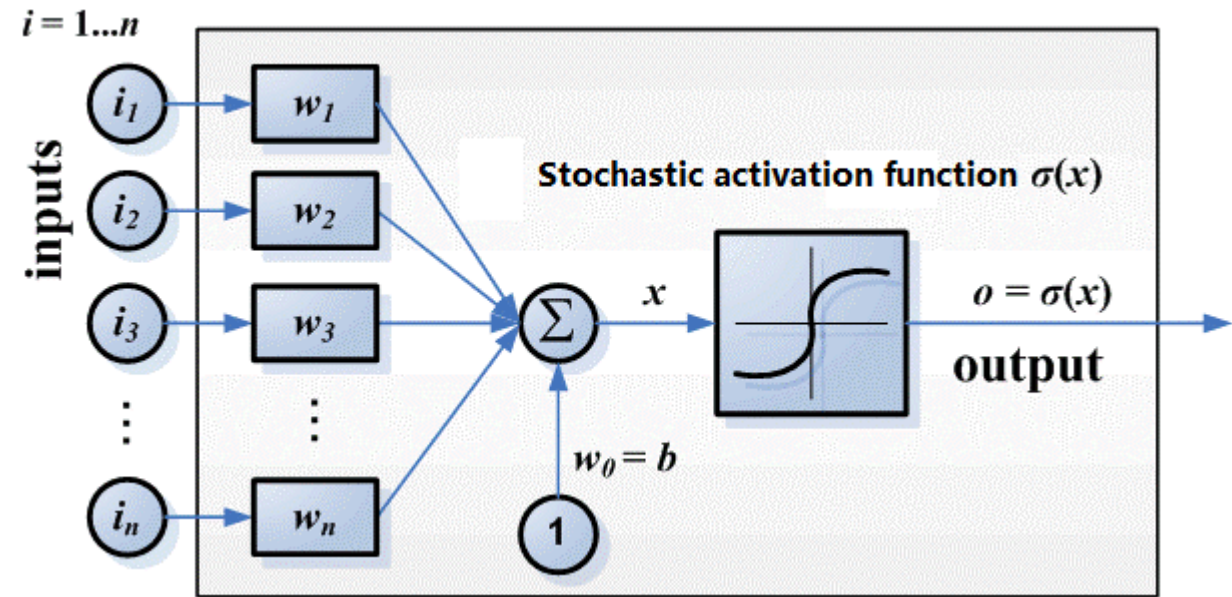 i = 1...n
inputs
i₁
w₁
Stochastic activation function σ(x)
i₂
w₂
i₃
w₃
Σ
x
o = σ(x)
output
⋮
⋮
w₀ = b
iₙ
wₙ
1